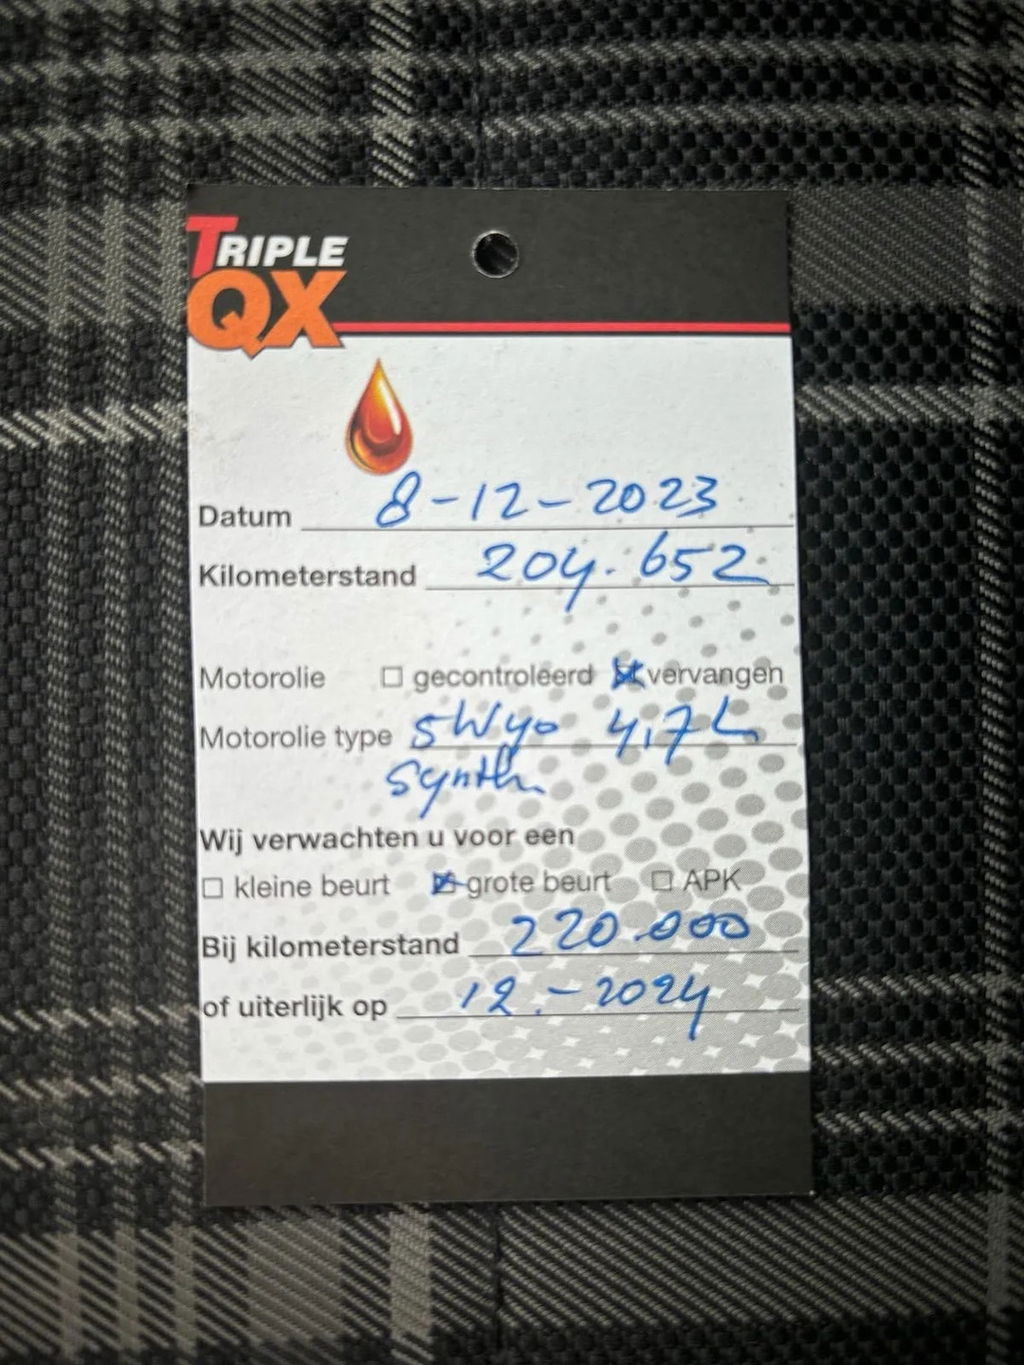 TRIPLE
QX
Datum 8-12-2023
Kilometerstand 204.652
Motorolie ☐ gecontroleerd ☒ vervangen
Motorolie type 5W40 4,7L
Synth.
Wij verwachten u voor een
☐ kleine beurt ☒ grote beurt ☐ APK
Bij kilometerstand 220.000
of uiterlijk op 12.-2024